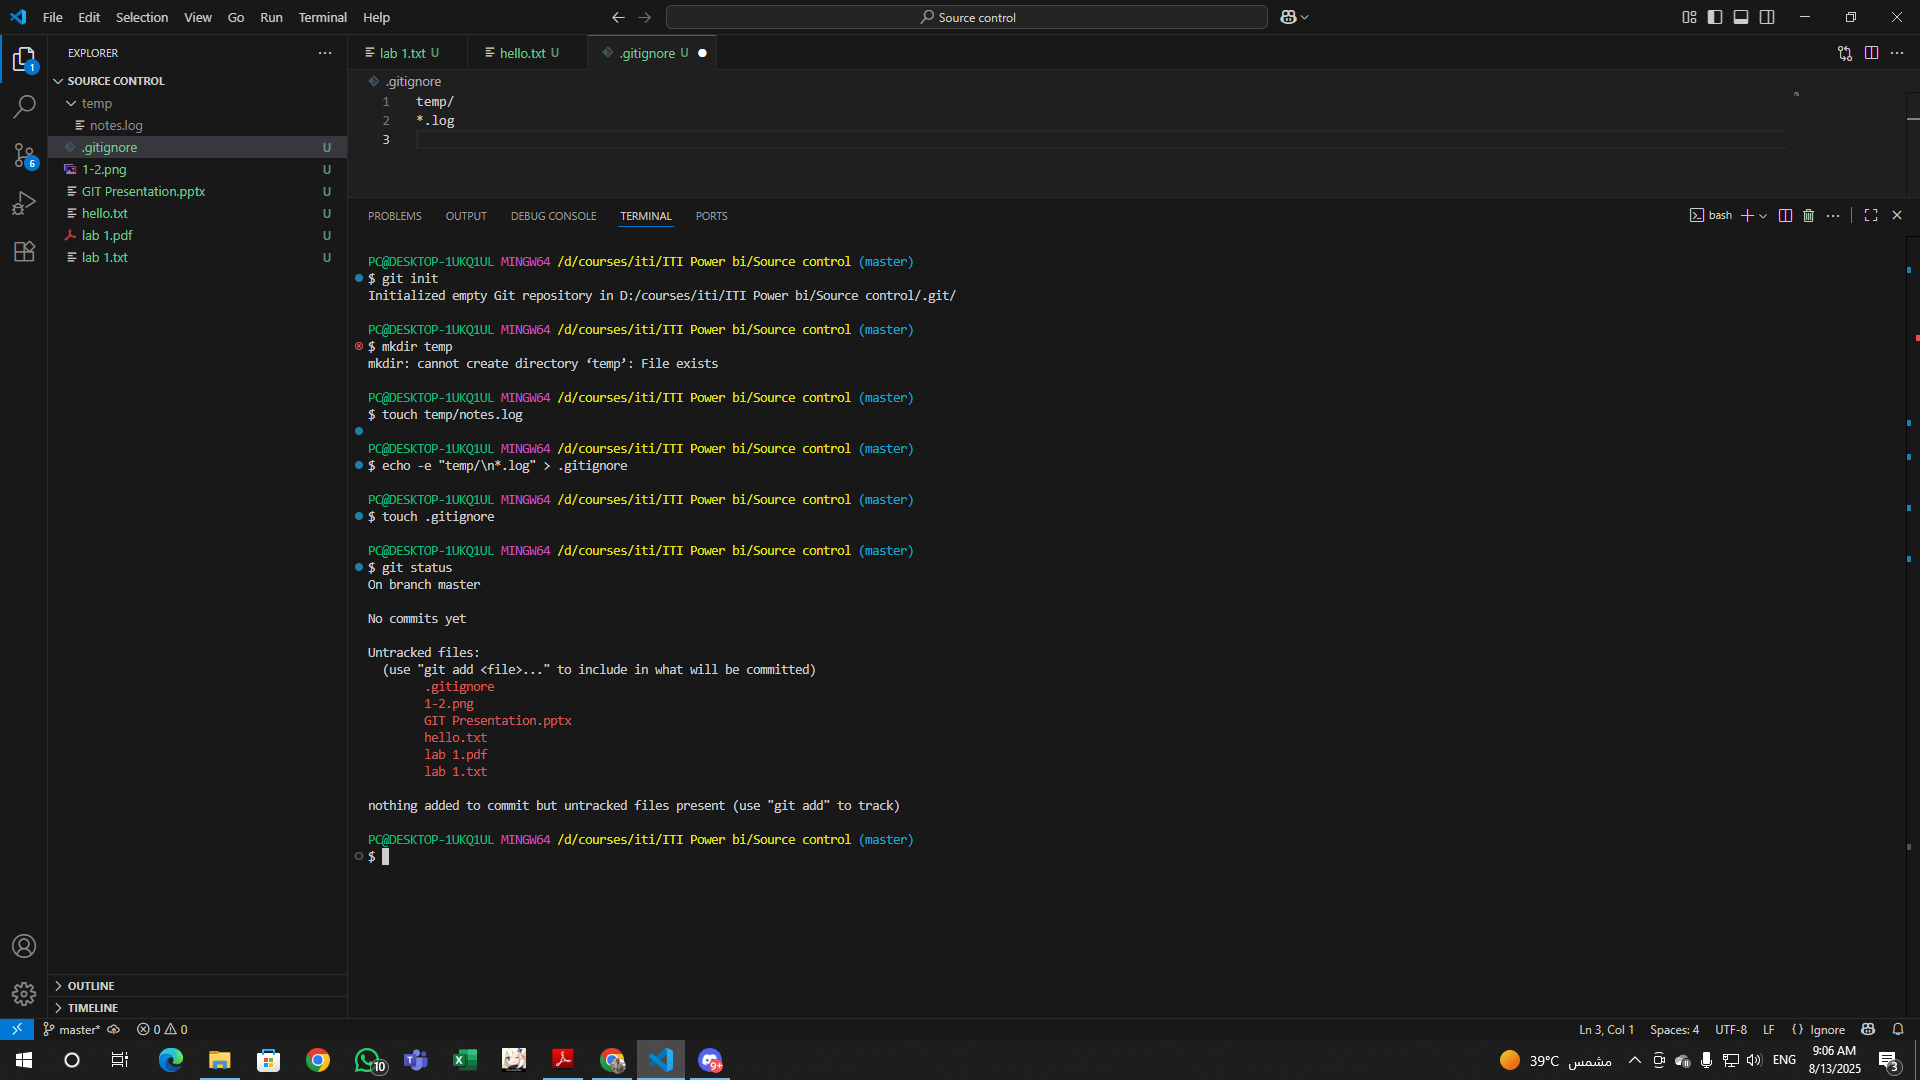 File Edit Selection View Go Run Terminal Help
Source control
EXPLORER
SOURCE CONTROL
temp
notes.log
.gitignore U
1-2.png U
GIT Presentation.pptx U
hello.txt U
lab 1.pdf U
lab 1.txt U
OUTLINE
TIMELINE
1
6
lab 1.txt U
hello.txt U
.gitignore U
.gitignore
1 temp/
2 *.log
3
PROBLEMS OUTPUT DEBUG CONSOLE TERMINAL PORTS
bash
PC@DESKTOP-1UKQ1UL MINGW64 /d/courses/iti/ITI Power bi/Source control (master)
$ git init
Initialized empty Git repository in D:/courses/iti/ITI Power bi/Source control/.git/
PC@DESKTOP-1UKQ1UL MINGW64 /d/courses/iti/ITI Power bi/Source control (master)
$ mkdir temp
mkdir: cannot create directory ‘temp’: File exists
PC@DESKTOP-1UKQ1UL MINGW64 /d/courses/iti/ITI Power bi/Source control (master)
$ touch temp/notes.log
PC@DESKTOP-1UKQ1UL MINGW64 /d/courses/iti/ITI Power bi/Source control (master)
$ echo -e "temp/\n*.log" > .gitignore
PC@DESKTOP-1UKQ1UL MINGW64 /d/courses/iti/ITI Power bi/Source control (master)
$ touch .gitignore
PC@DESKTOP-1UKQ1UL MINGW64 /d/courses/iti/ITI Power bi/Source control (master)
$ git status
On branch master
No commits yet
Untracked files:
(use "git add <file>..." to include in what will be committed)
.gitignore
1-2.png
GIT Presentation.pptx
hello.txt
lab 1.pdf
lab 1.txt
nothing added to commit but untracked files present (use "git add" to track)
PC@DESKTOP-1UKQ1UL MINGW64 /d/courses/iti/ITI Power bi/Source control (master)
$
master* 0 0
Ln 3, Col 1 Spaces: 4 UTF-8 LF {} Ignore
10
9+
39°C مشمس
ENG
9:06 AM
8/13/2025
3